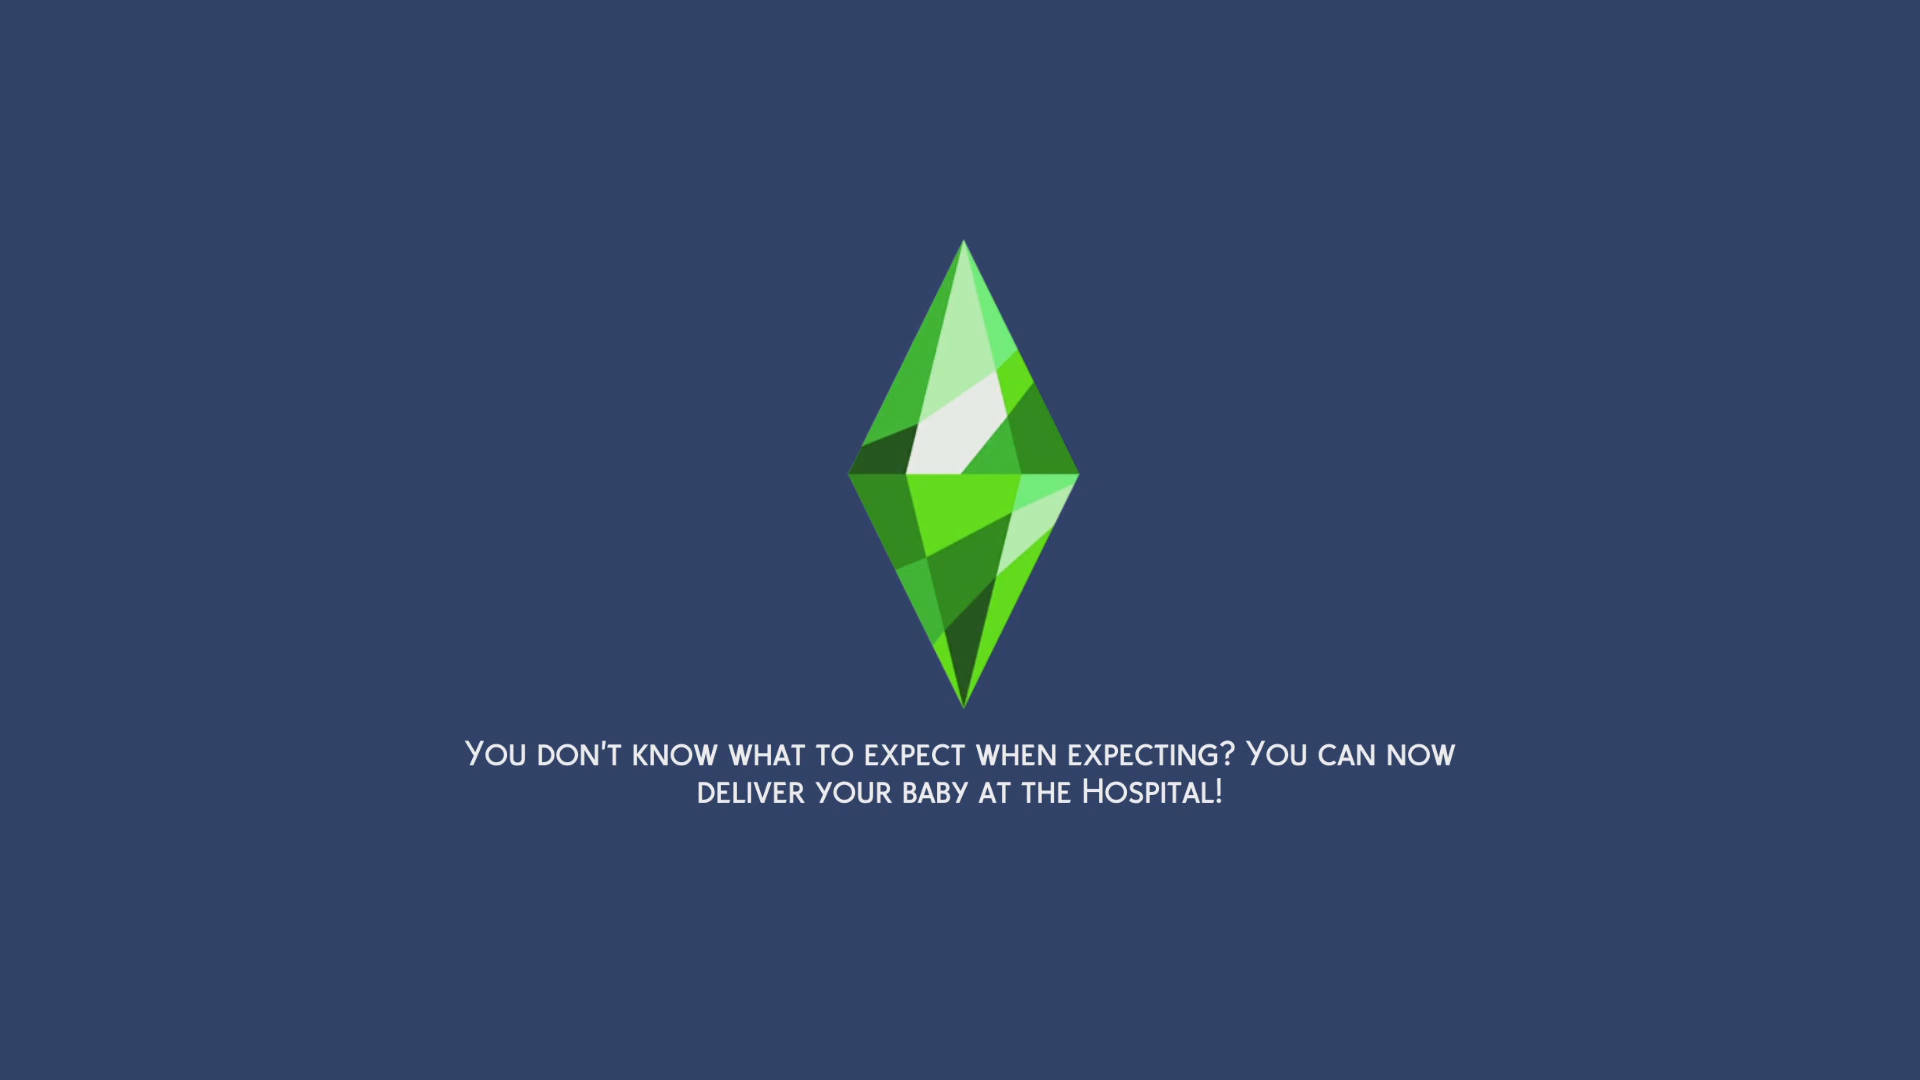 You don't know what to expect when expecting? You can now
deliver your baby at the Hospital!